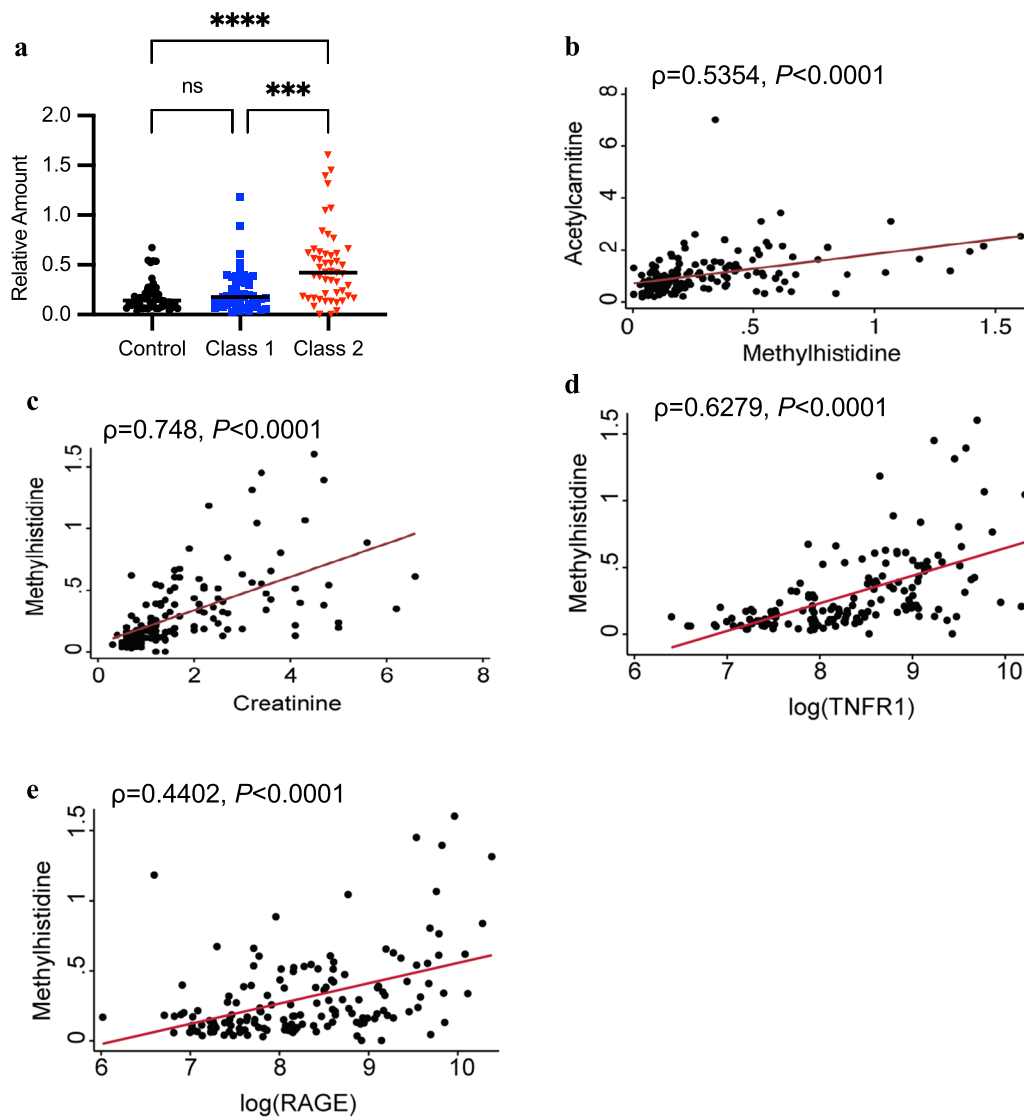 a
****
ns
***
2.0
1.5
1.0
0.5
0.0
Relative Amount
Control Class 1 Class 2
b
ρ=0.5354, P<0.0001
8
6
4
2
0
Acetylcarnitine
0 .5 1 1.5
Methylhistidine
c
ρ=0.748, P<0.0001
1.5
1
.5
0
Methylhistidine
0 2 4 6 8
Creatinine
d
ρ=0.6279, P<0.0001
1.5
1
.5
0
Methylhistidine
6 7 8 9 10
log(TNFR1)
e
ρ=0.4402, P<0.0001
1.5
1
.5
0
Methylhistidine
6 7 8 9 10
log(RAGE)